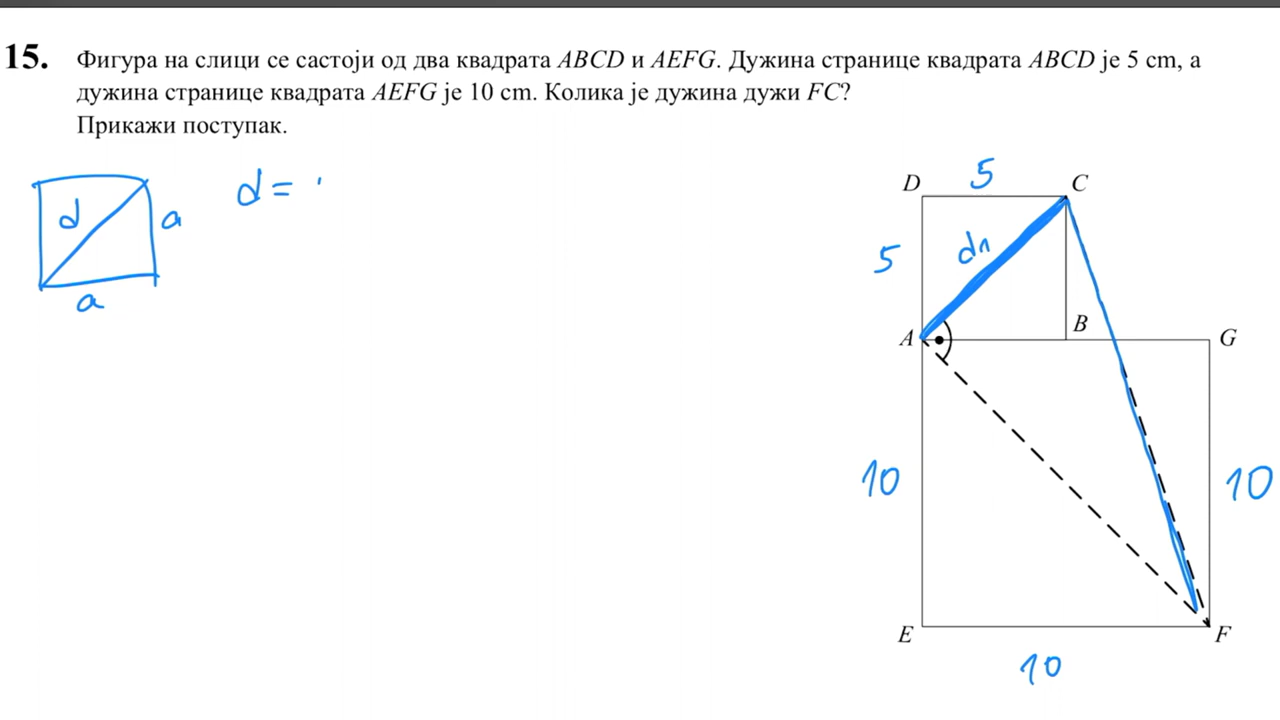 15. Фигура на слици се састоји од два квадрата ABCD и AEFG. Дужина странице квадрата ABCD је 5 cm, а
дужина странице квадрата AEFG је 10 cm. Колика је дужина дужи FC?
Прикажи поступак.
d
a
a
d =
D 5 C
5 d1
A B G
10 10
E F
10